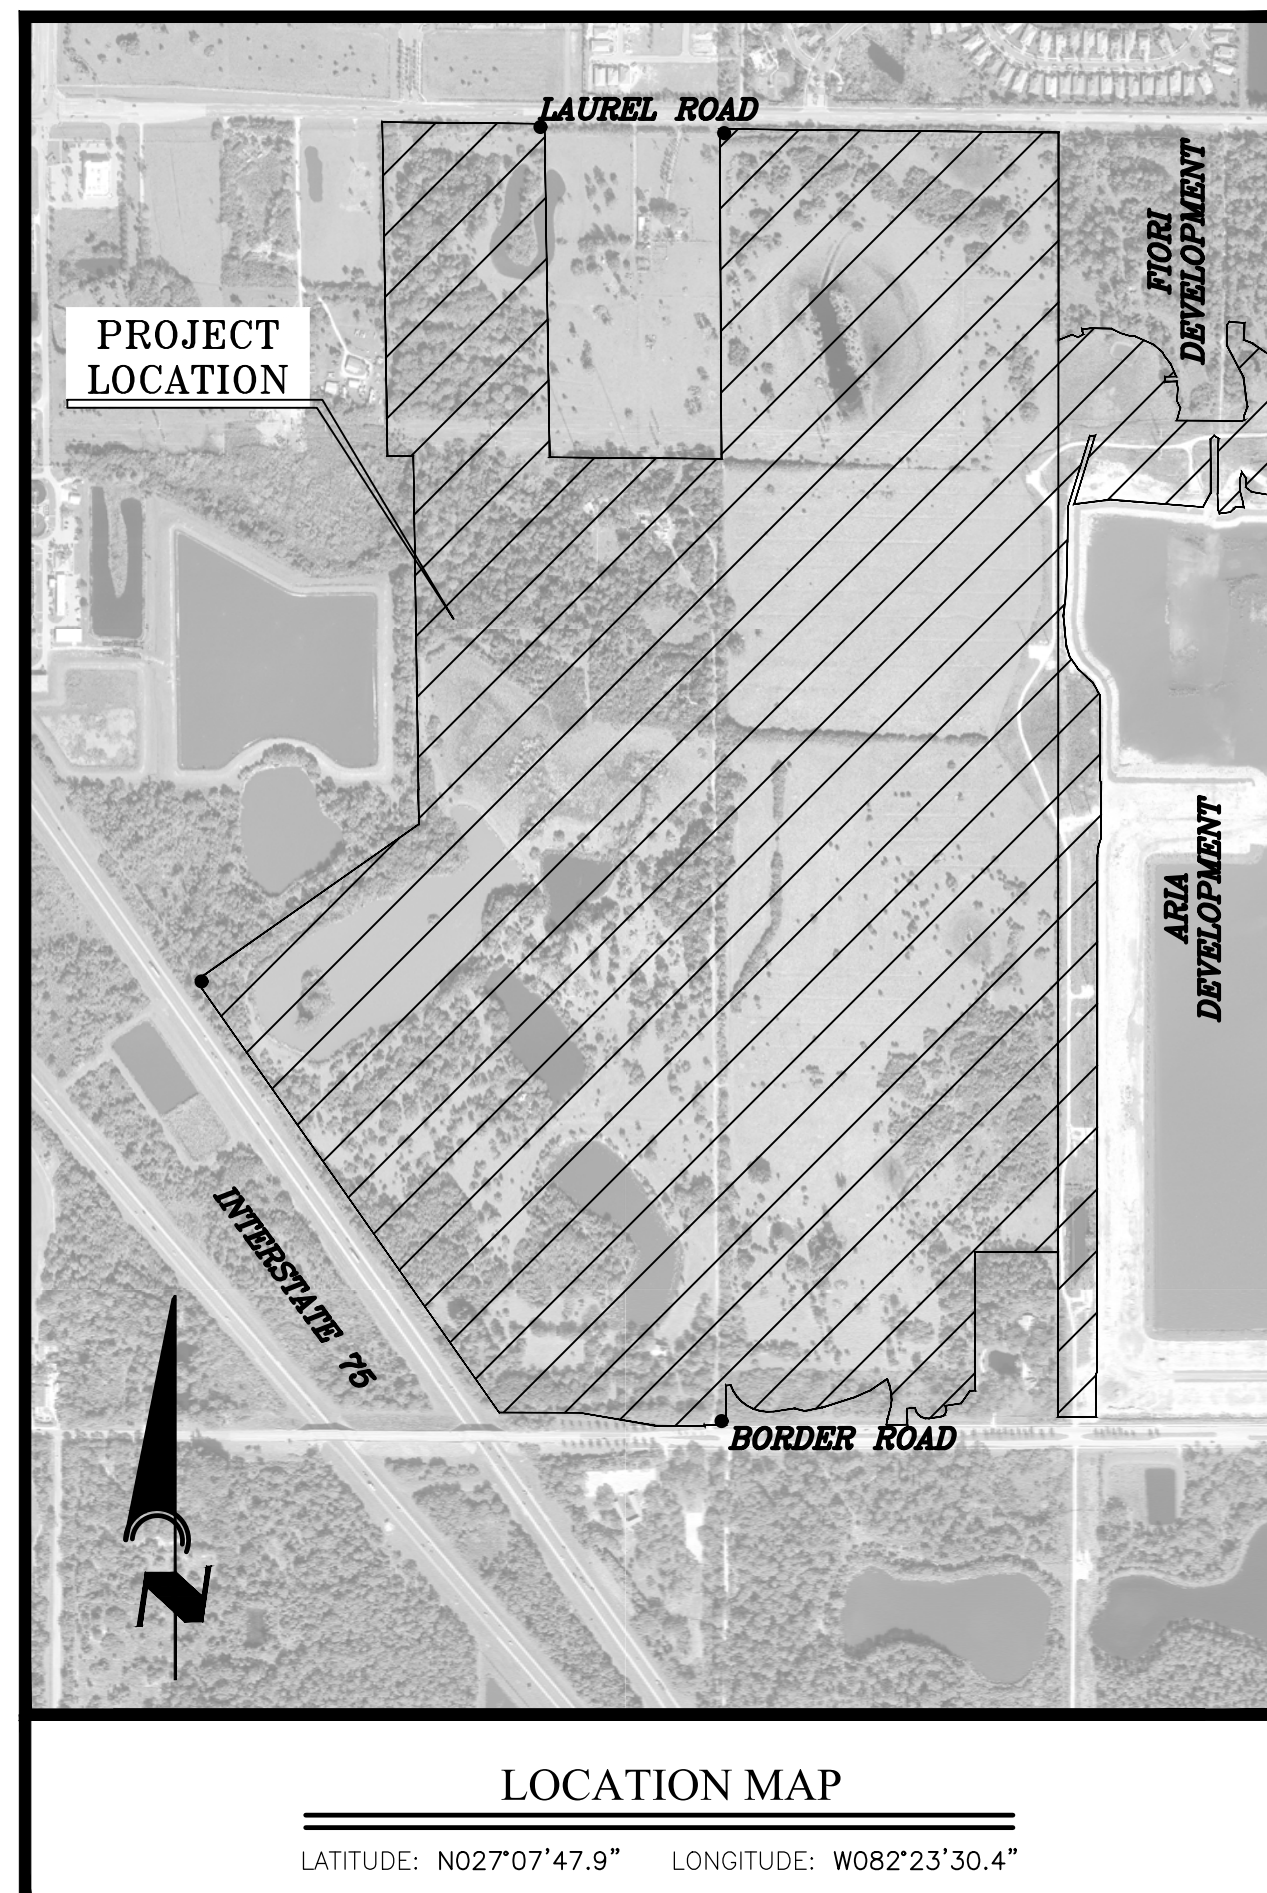 LAUREL ROAD
FIORI
DEVELOPMENT
PROJECT
LOCATION
ARIA
DEVELOPMENT
INTERSTATE 75
BORDER ROAD
N
LOCATION MAP
LATITUDE: N027°07'47.9" LONGITUDE: W082°23'30.4"